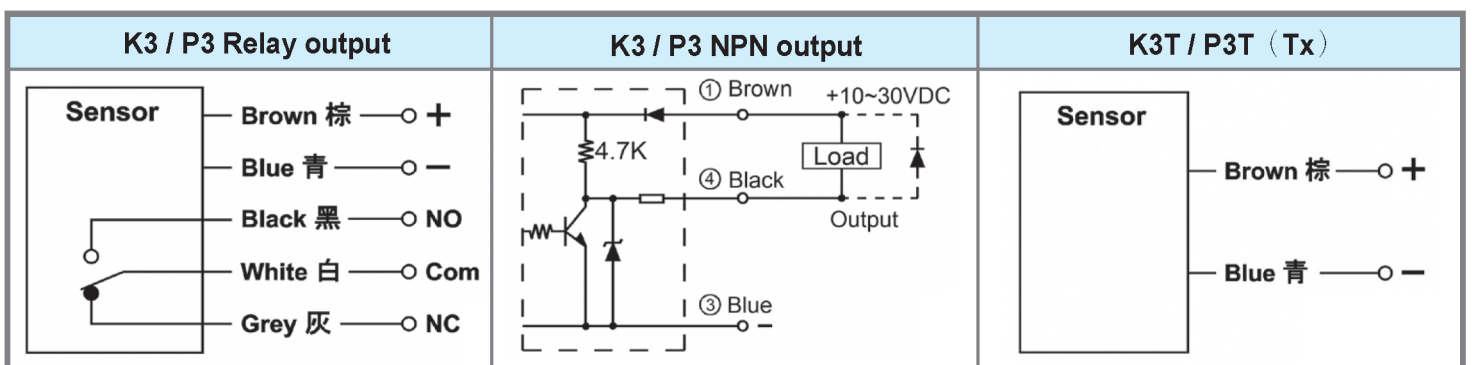 K3 / P3 Relay output
Sensor
Brown 棕 +
Blue 青 −
Black 黑 NO
White 白 Com
Grey 灰 NC
K3 / P3 NPN output
① Brown +10~30VDC
4.7K
Load
④ Black
Output
③ Blue
−
K3T / P3T（Tx）
Sensor
Brown 棕 +
Blue 青 −